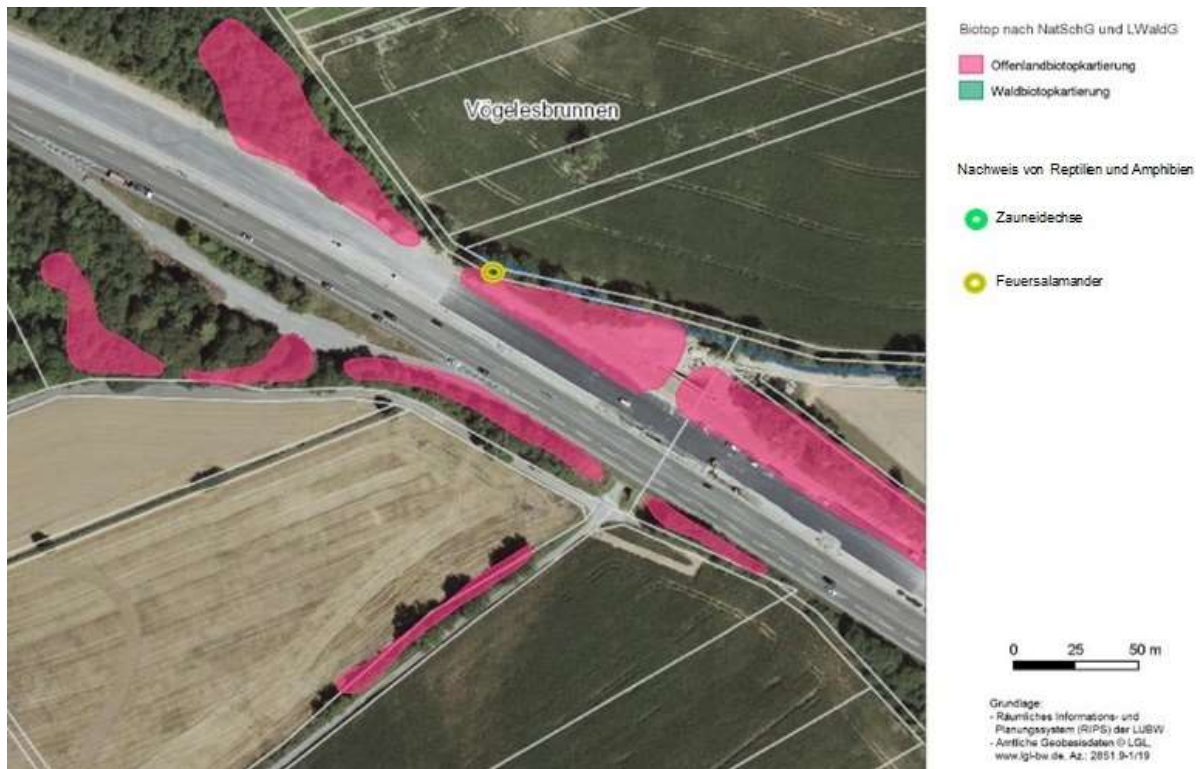 Vögelesbrunnen
Biotop nach NatSchG und LWaldG
Offenlandbiotopkartierung
Waldbiotopkartierung
Nachweis von Reptilien und Amphibien
Zauneidechse
Feuersalamander
0 25 50 m
Grundlage:
- Räumliches Informations- und
Planungssystem (RIPS) der LUBW
- Amtliche Geobasisdaten © LGL,
www.lgl-bw.de, Az.: 2851.9-1/19